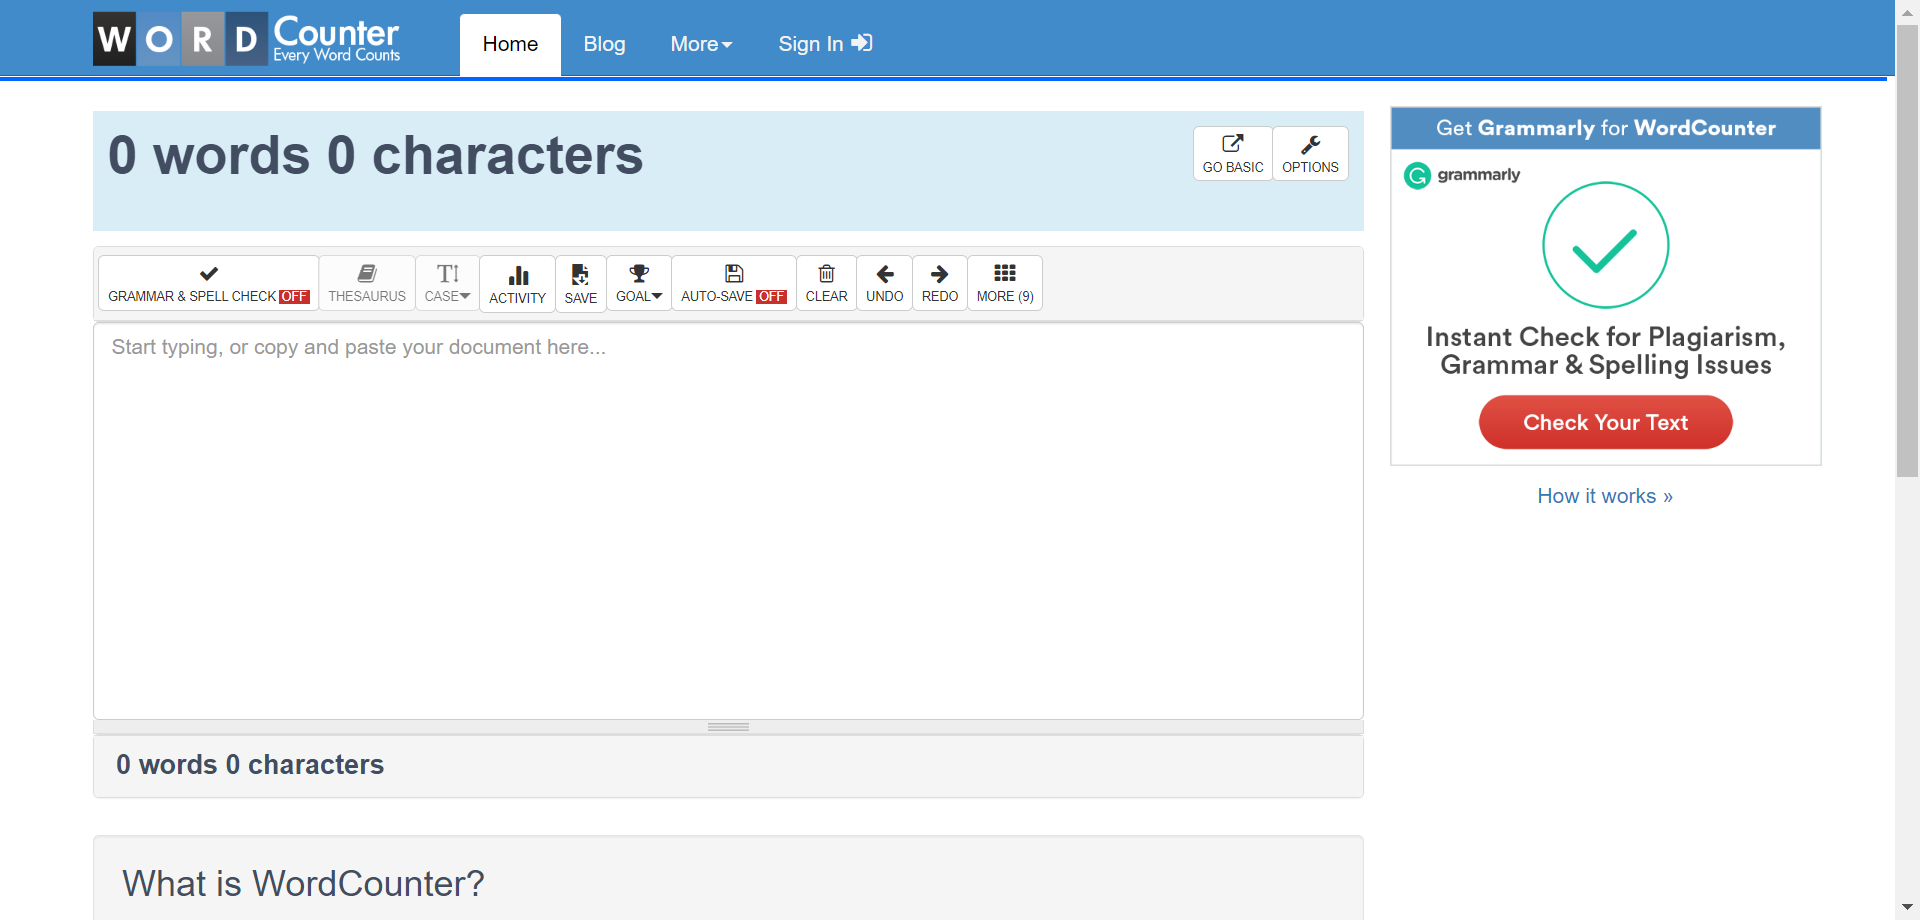 WORD Counter
Every Word Counts
Home
Blog
More
Sign In
0 words 0 characters
GO BASIC
OPTIONS
GRAMMAR & SPELL CHECK OFF
THESAURUS
CASE
ACTIVITY
SAVE
GOAL
AUTO-SAVE OFF
CLEAR
UNDO
REDO
MORE (9)
Start typing, or copy and paste your document here...
0 words 0 characters
What is WordCounter?
Get Grammarly for WordCounter
grammarly
Instant Check for Plagiarism,
Grammar & Spelling Issues
Check Your Text
How it works »